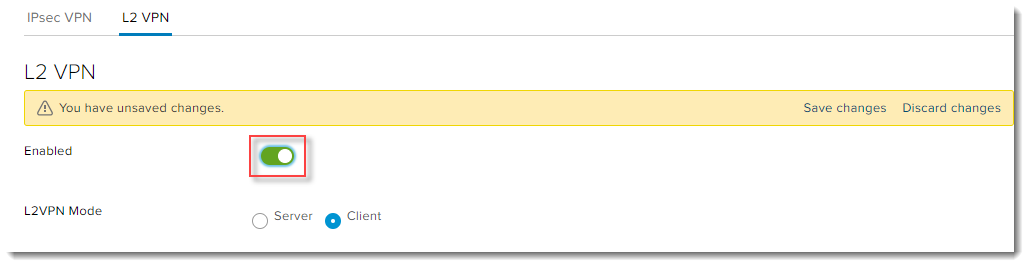 IPsec VPN L2 VPN
L2 VPN
You have unsaved changes. Save changes Discard changes
Enabled
L2VPN Mode Server Client